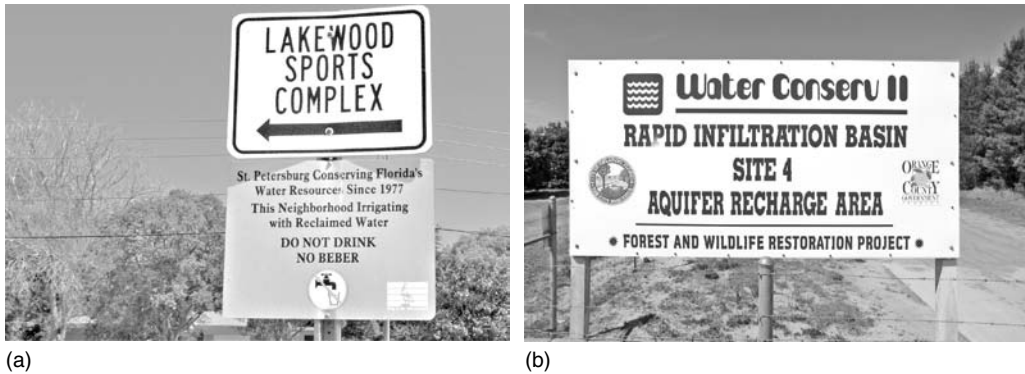 LAKEWOOD
SPORTS
COMPLEX
St. Petersburg Conserving Florida's
Water Resources Since 1977
This Neighborhood Irrigating
with Reclaimed Water
DO NOT DRINK
NO BEBER
(a)
Water Conserv II
RAPID INFILTRATION BASIN
SITE 4
AQUIFER RECHARGE AREA
ORANGE
COUNTY
GOVERNMENT
FOREST AND WILDLIFE RESTORATION PROJECT
(b)